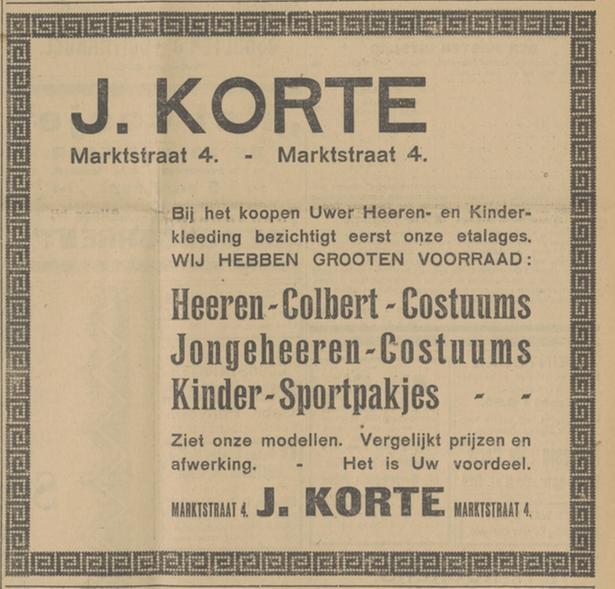 J. KORTE
Marktstraat 4. - Marktstraat 4.
Bij het koopen Uwer Heeren- en Kinder-
kleeding bezichtigt eerst onze etalages.
WIJ HEBBEN GROOTEN VOORRAAD:
Heeren-Colbert-Costuums
Jongeheeren-Costuums
Kinder-Sportpakjes - -
Ziet onze modellen. Vergelijkt prijzen en
afwerking. - Het is Uw voordeel.
MARKTSTRAAT 4. J. KORTE MARKTSTRAAT 4.